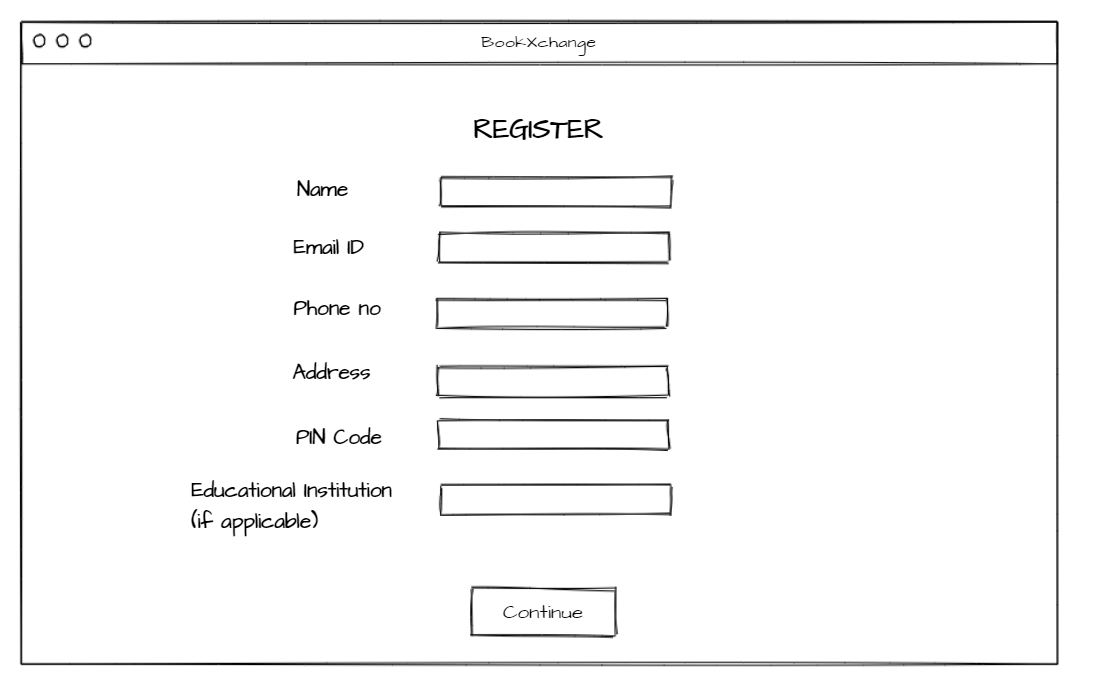 BookXchange
REGISTER
Name
Email ID
Phone no
Address
PIN Code
Educational Institution
(if applicable)
Continue